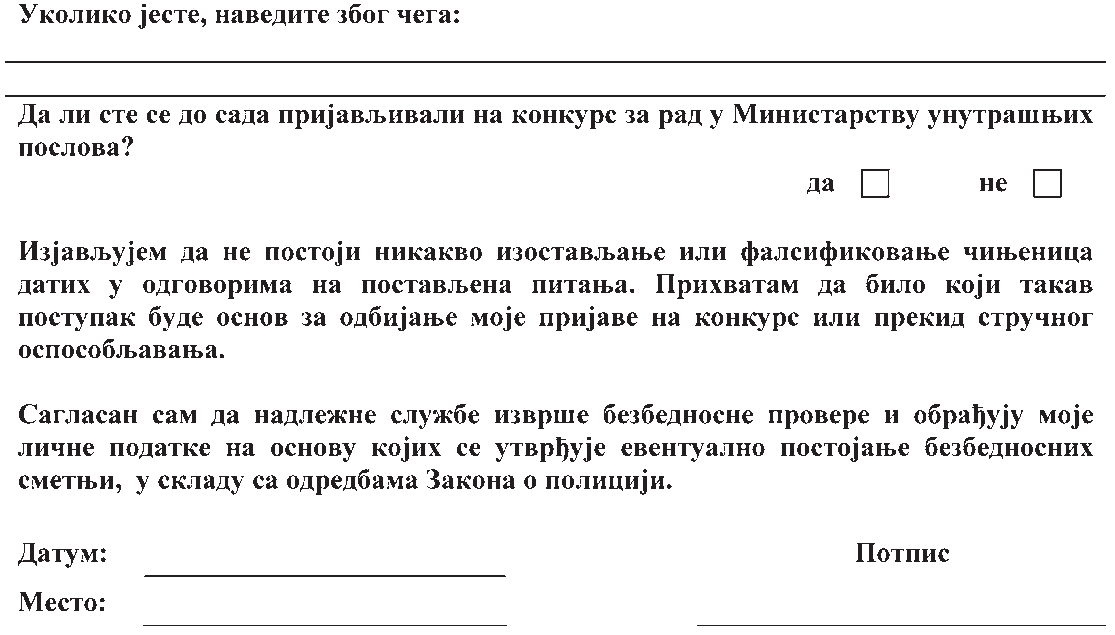 Уколико јесте, наведите због чега:
Да ли сте се до сада пријављивали на конкурс за рад у Министарству унутрашњих
послова?
да не
Изјављујем да не постоји никакво изостављање или фалсификовање чињеница
датих у одговорима на постављена питања. Прихватам да било који такав
поступак буде основ за одбијање моје пријаве на конкурс или прекид стручног
оспособљавања.
Сагласан сам да надлежне службе изврше безбедносне провере и обрађују моје
личне податке на основу којих се утврђује евентуално постојање безбедносних
сметњи, у складу са одредбама Закона о полицији.
Датум: Потпис
Место: